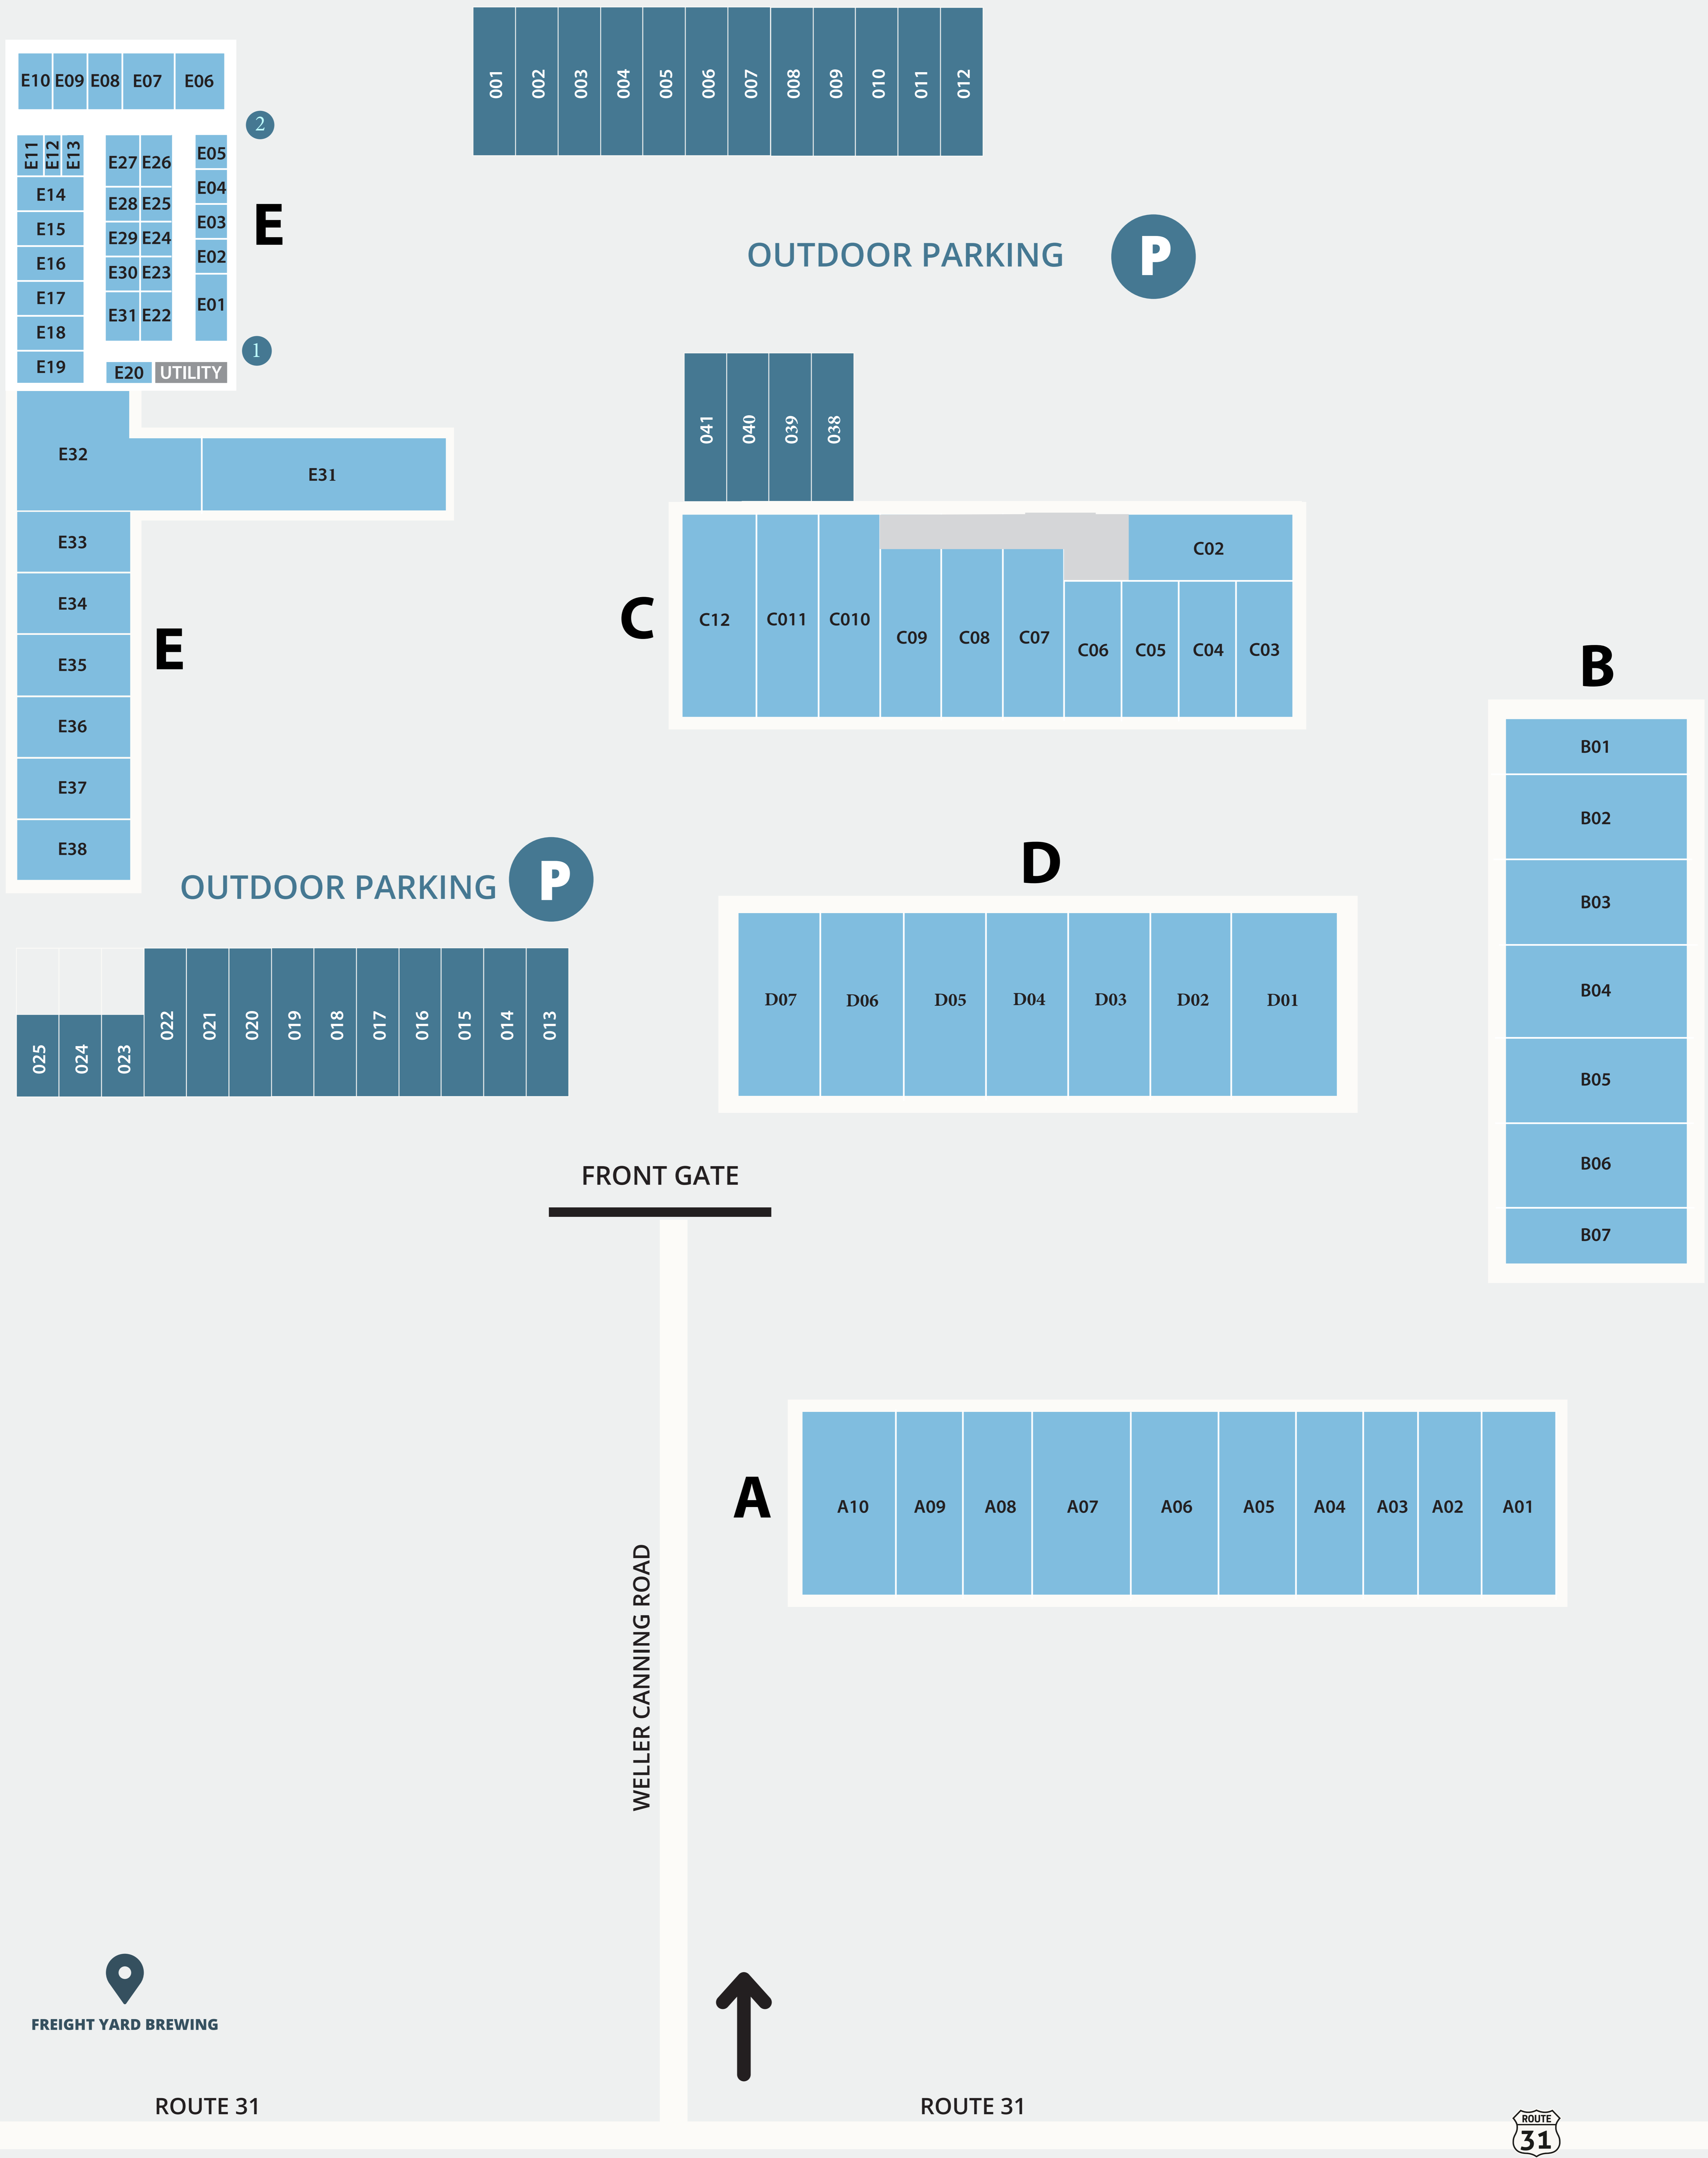 001 002 003 004 005 006 007 008 009 010 011 012
E10 E09 E08 E07 E06
2
E11 E12 E13
E27 E26
E05
E14
E28 E25
E04
E15
E29 E24
E03
E
E16
E30 E23
E02
E17
E31 E22
E01
E18
1
E19
E20 UTILITY
OUTDOOR PARKING P
041 040 039 038
E32
E31
E33
E34
E35
E36
E37
E38
E
C
C02
C12 C011 C010 C09 C08 C07 C06 C05 C04 C03
B
B01
B02
B03
B04
B05
B06
B07
OUTDOOR PARKING P
D
D07 D06 D05 D04 D03 D02 D01
025 024 023 022 021 020 019 018 017 016 015 014 013
FRONT GATE
A
A10 A09 A08 A07 A06 A05 A04 A03 A02 A01
WELLER CANNING ROAD
FREIGHT YARD BREWING
ROUTE 31
ROUTE 31
ROUTE
31